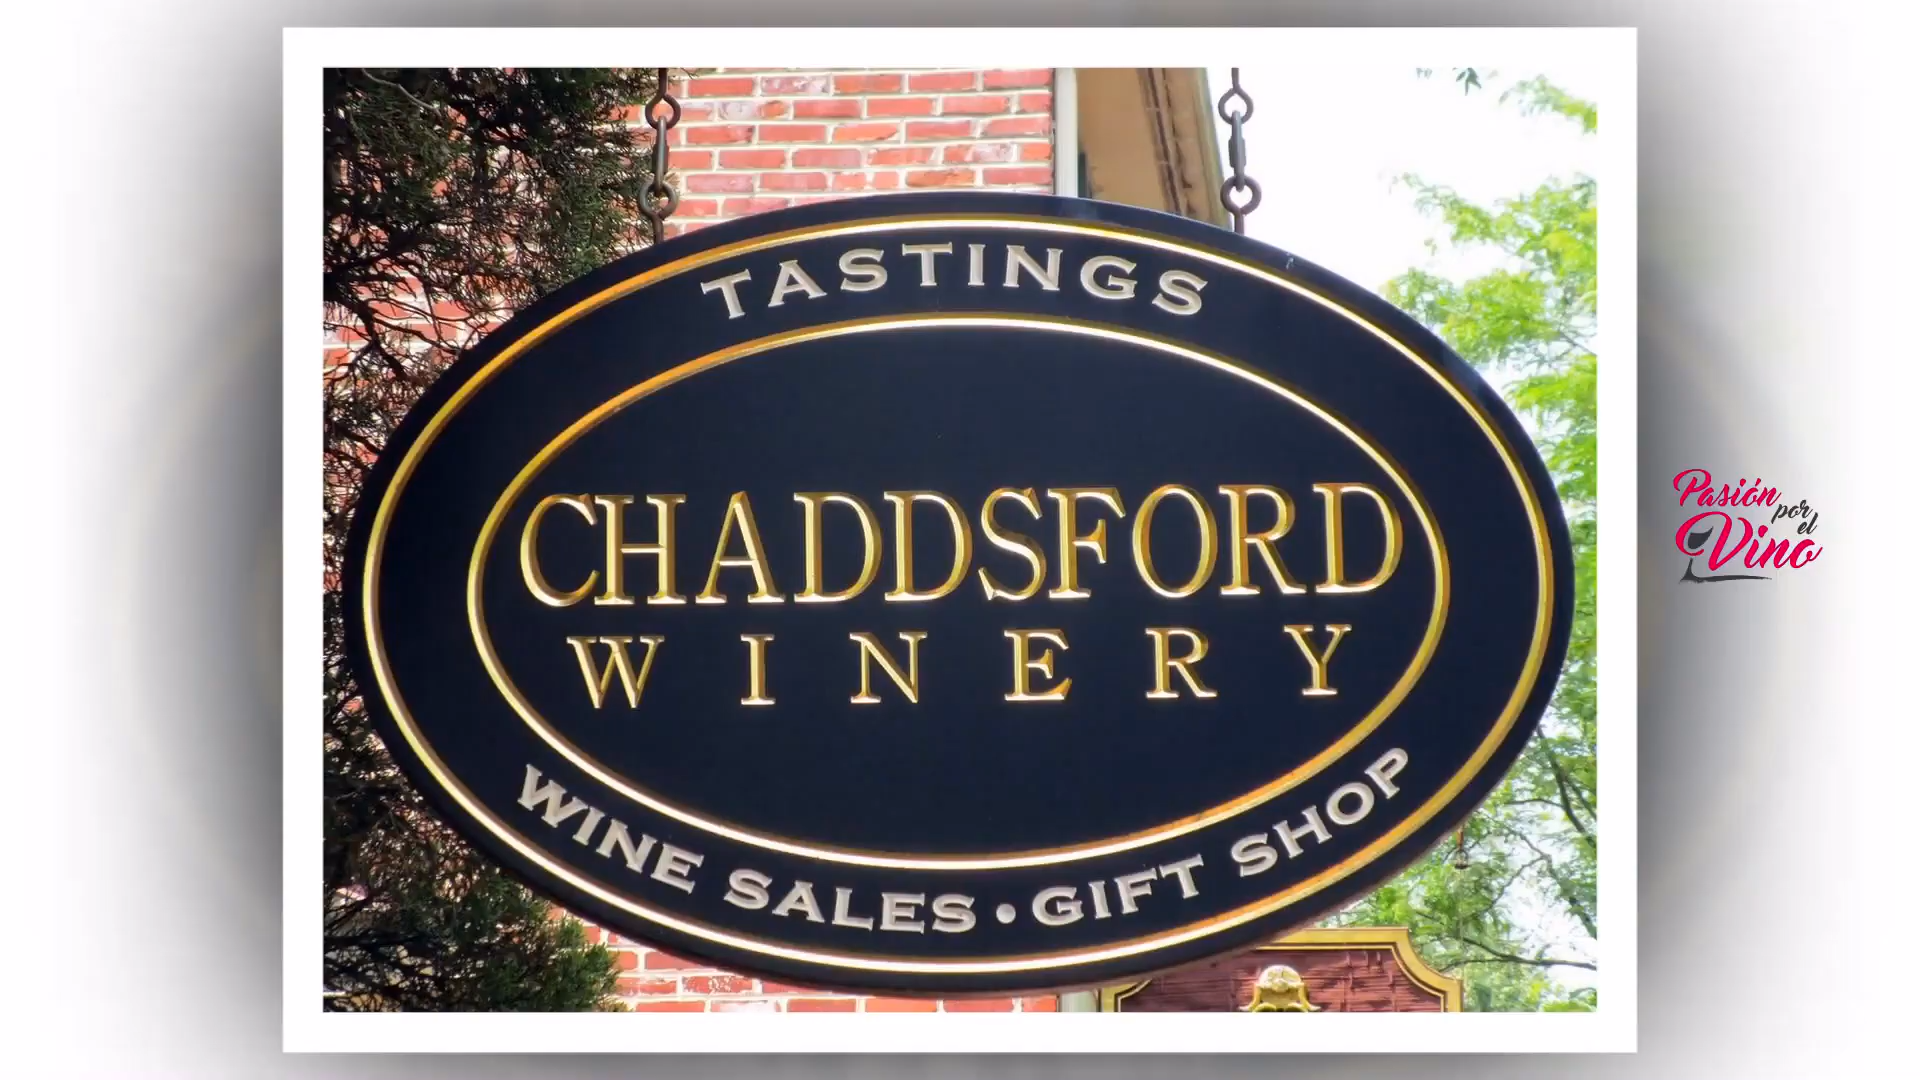 TASTINGS
CHADDSFORD
WINERY
WINE SALES • GIFT SHOP
Pasión
por
el
Vino